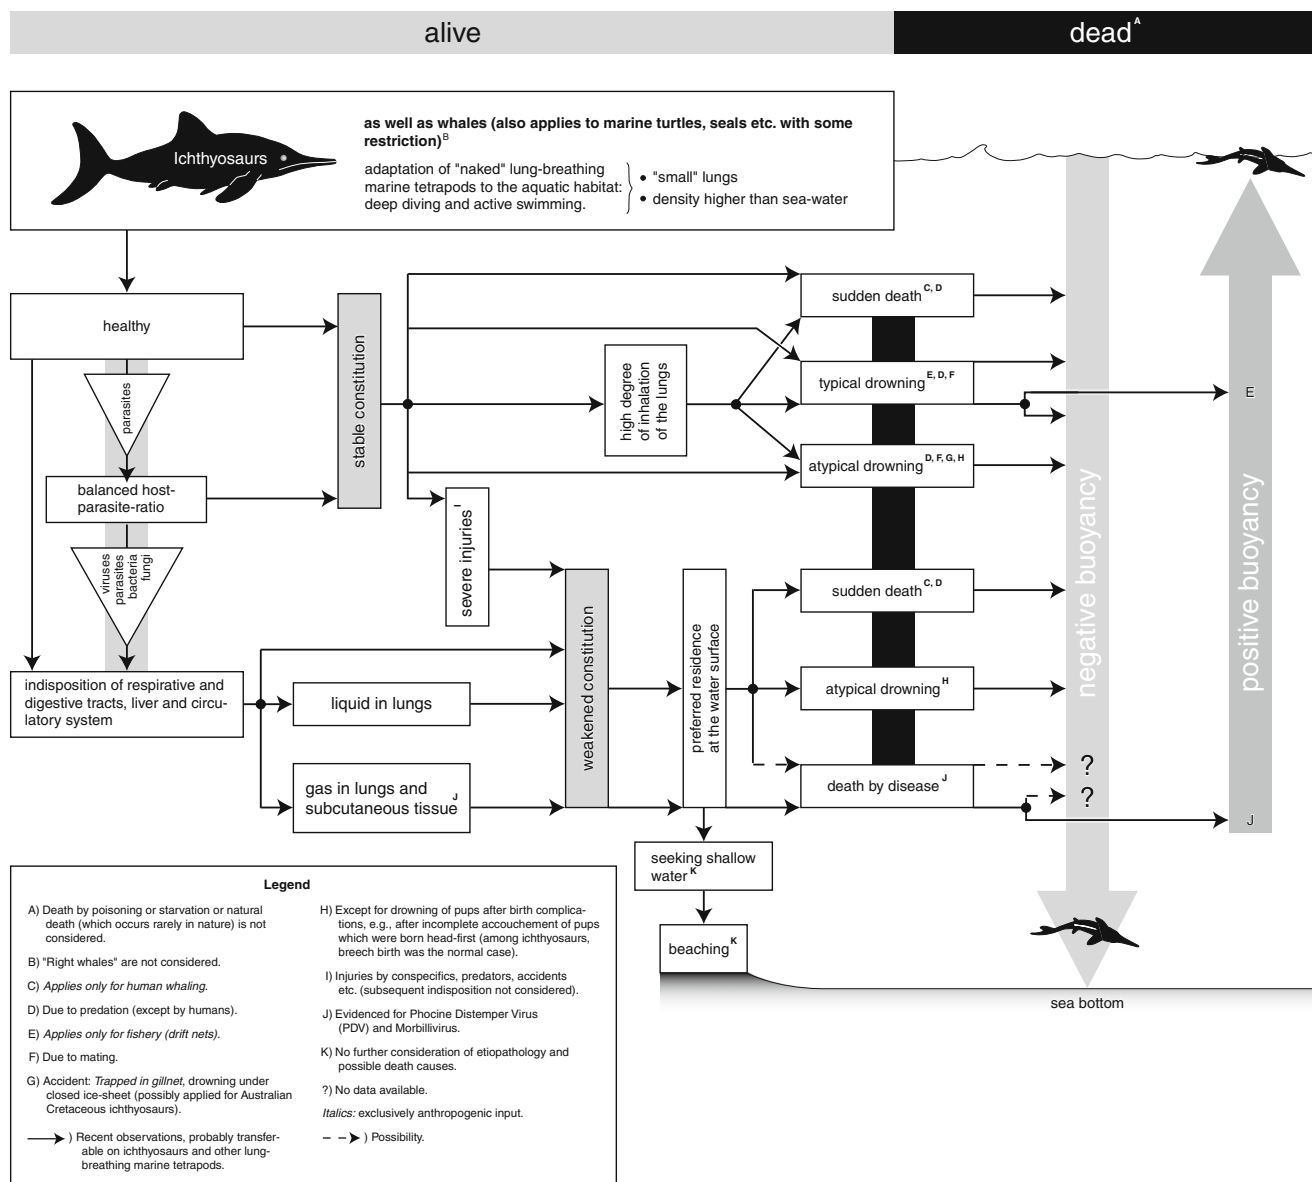 alive
dead A
Ichthyosaurs
as well as whales (also applies to marine turtles, seals etc. with some
restriction) B
adaptation of "naked" lung-breathing
marine tetrapods to the aquatic habitat:
deep diving and active swimming.
• "small" lungs
• density higher than sea-water
healthy
parasites
balanced host-
parasite-ratio
viruses
parasites
bacteria
fungi
indisposition of respirative and
digestive tracts, liver and circu-
latory system
stable constitution
high degree
of inhalation
of the lungs
severe injuries I
liquid in lungs
gas in lungs and
subcutaneous tissue J
weakened constitution
preferred residence
at the water surface
sudden death C, D
typical drowning E, D, F
atypical drowning D, F, G, H
sudden death C, D
atypical drowning H
death by disease J
seeking shallow
water K
beaching K
negative buoyancy
?
?
positive buoyancy
E
J
sea bottom
Legend
A) Death by poisoning or starvation or natural
death (which occurs rarely in nature) is not
considered.
B) "Right whales" are not considered.
C) Applies only for human whaling.
D) Due to predation (except by humans).
E) Applies only for fishery (drift nets).
F) Due to mating.
G) Accident: Trapped in gillnet, drowning under
closed ice-sheet (possibly applied for Australian
Cretaceous ichthyosaurs).
) Recent observations, probably transfer-
able on ichthyosaurs and other lung-
breathing marine tetrapods.
H) Except for drowning of pups after birth complica-
tions, e.g., after incomplete accouchement of pups
which were born head-first (among ichthyosaurs,
breech birth was the normal case).
I) Injuries by conspecifics, predators, accidents
etc. (subsequent indisposition not considered).
J) Evidenced for Phocine Distemper Virus
(PDV) and Morbillivirus.
K) No further consideration of etiopathology and
possible death causes.
?) No data available.
Italics: exclusively anthropogenic input.
) Possibility.